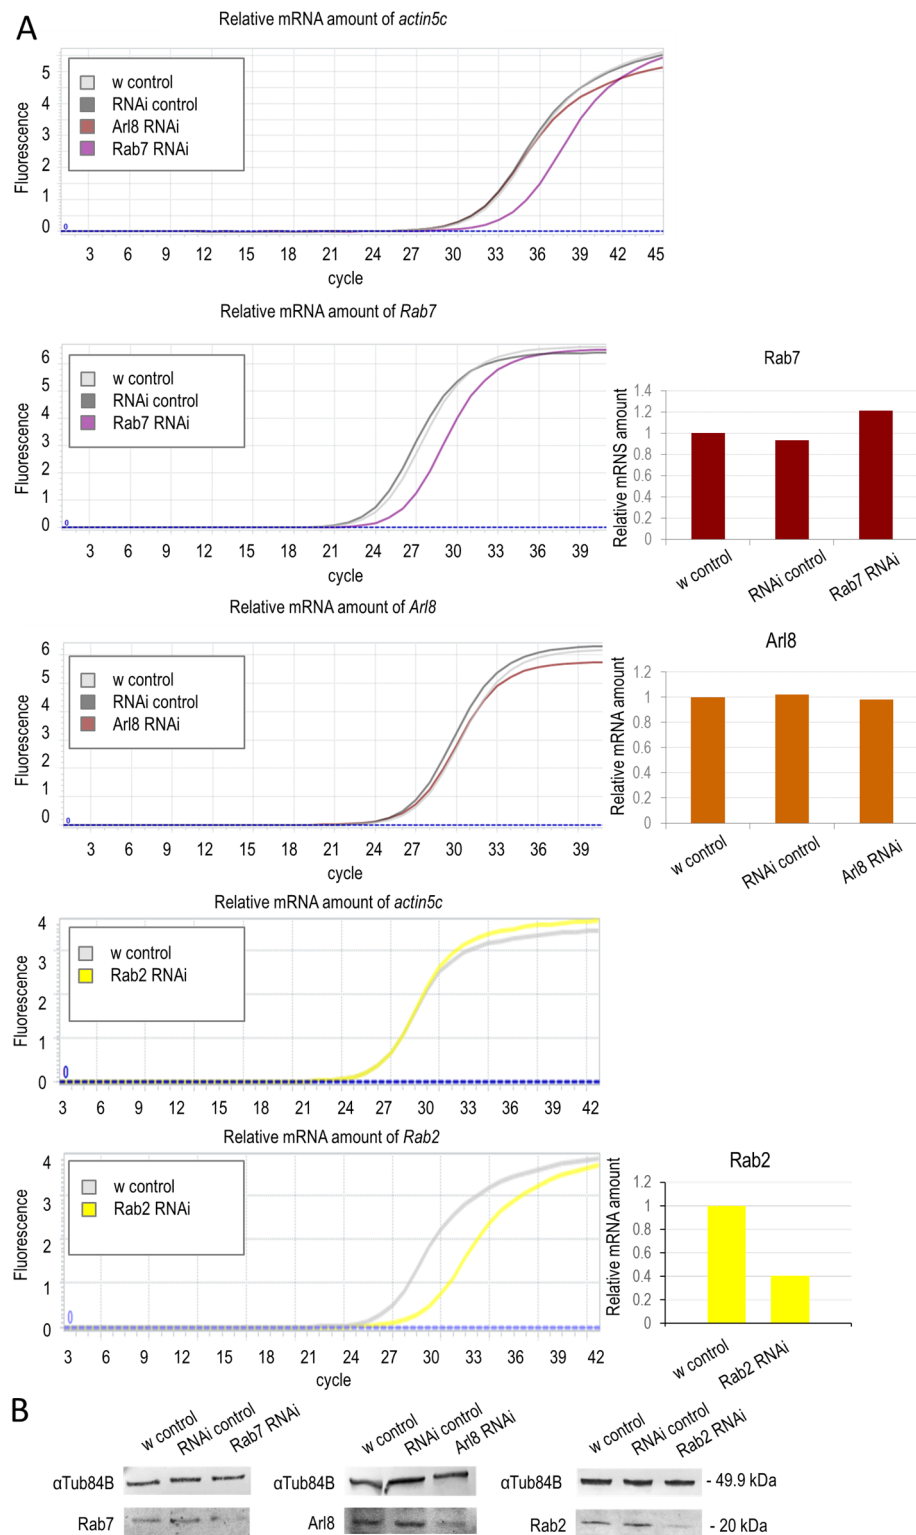 A
Relative mRNA amount of actin5c
w control
RNAi control
Arl8 RNAi
Rab7 RNAi
Fluorescence
5
4
3
2
1
0
0
3 6 9 12 15 18 21 24 27 30 33 36 39 42 45
cycle
Relative mRNA amount of Rab7
w control
RNAi control
Rab7 RNAi
Fluorescence
6
5
4
3
2
1
0
0
3 6 9 12 15 18 21 24 27 30 33 36 39
cycle
Rab7
Relative mRNS amount
1.4
1.2
1
0.8
0.6
0.4
0.2
0
w control RNAi control Rab7 RNAi
Relative mRNA amount of Arl8
w control
RNAi control
Arl8 RNAi
Fluorescence
6
5
4
3
2
1
0
0
3 6 9 12 15 18 21 24 27 30 33 36 39
cycle
Arl8
Relative mRNA amount
1.2
1
0.8
0.6
0.4
0.2
0
w control RNAi control Arl8 RNAi
Relative mRNA amount of actin5c
w control
Rab2 RNAi
Fluorescence
4
3
2
1
0
0
3 6 9 12 15 18 21 24 27 30 33 36 39 42
Relative mRNA amount of Rab2
w control
Rab2 RNAi
Fluorescence
4
3
2
1
0
0
3 6 9 12 15 18 21 24 27 30 33 36 39 42
cycle
Rab2
Relative mRNA amount
1.2
1
0.8
0.6
0.4
0.2
0
w control Rab2 RNAi
B
w control RNAi control Rab7 RNAi
αTub84B
Rab7
w control RNAi control Arl8 RNAi
αTub84B
Arl8
w control RNAi control Rab2 RNAi
αTub84B - 49.9 kDa
Rab2 - 20 kDa